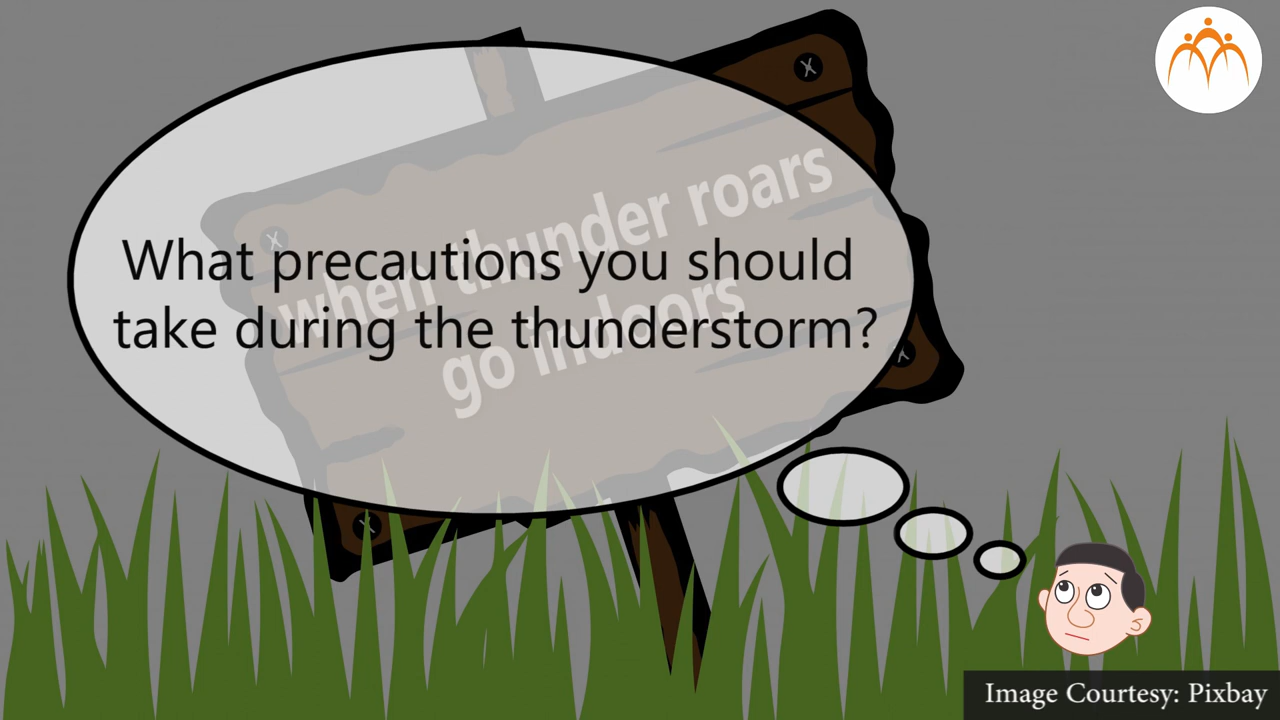 What precautions you should
take during the thunderstorm?
when thunder roars
go indoors
Image Courtesy: Pixbay